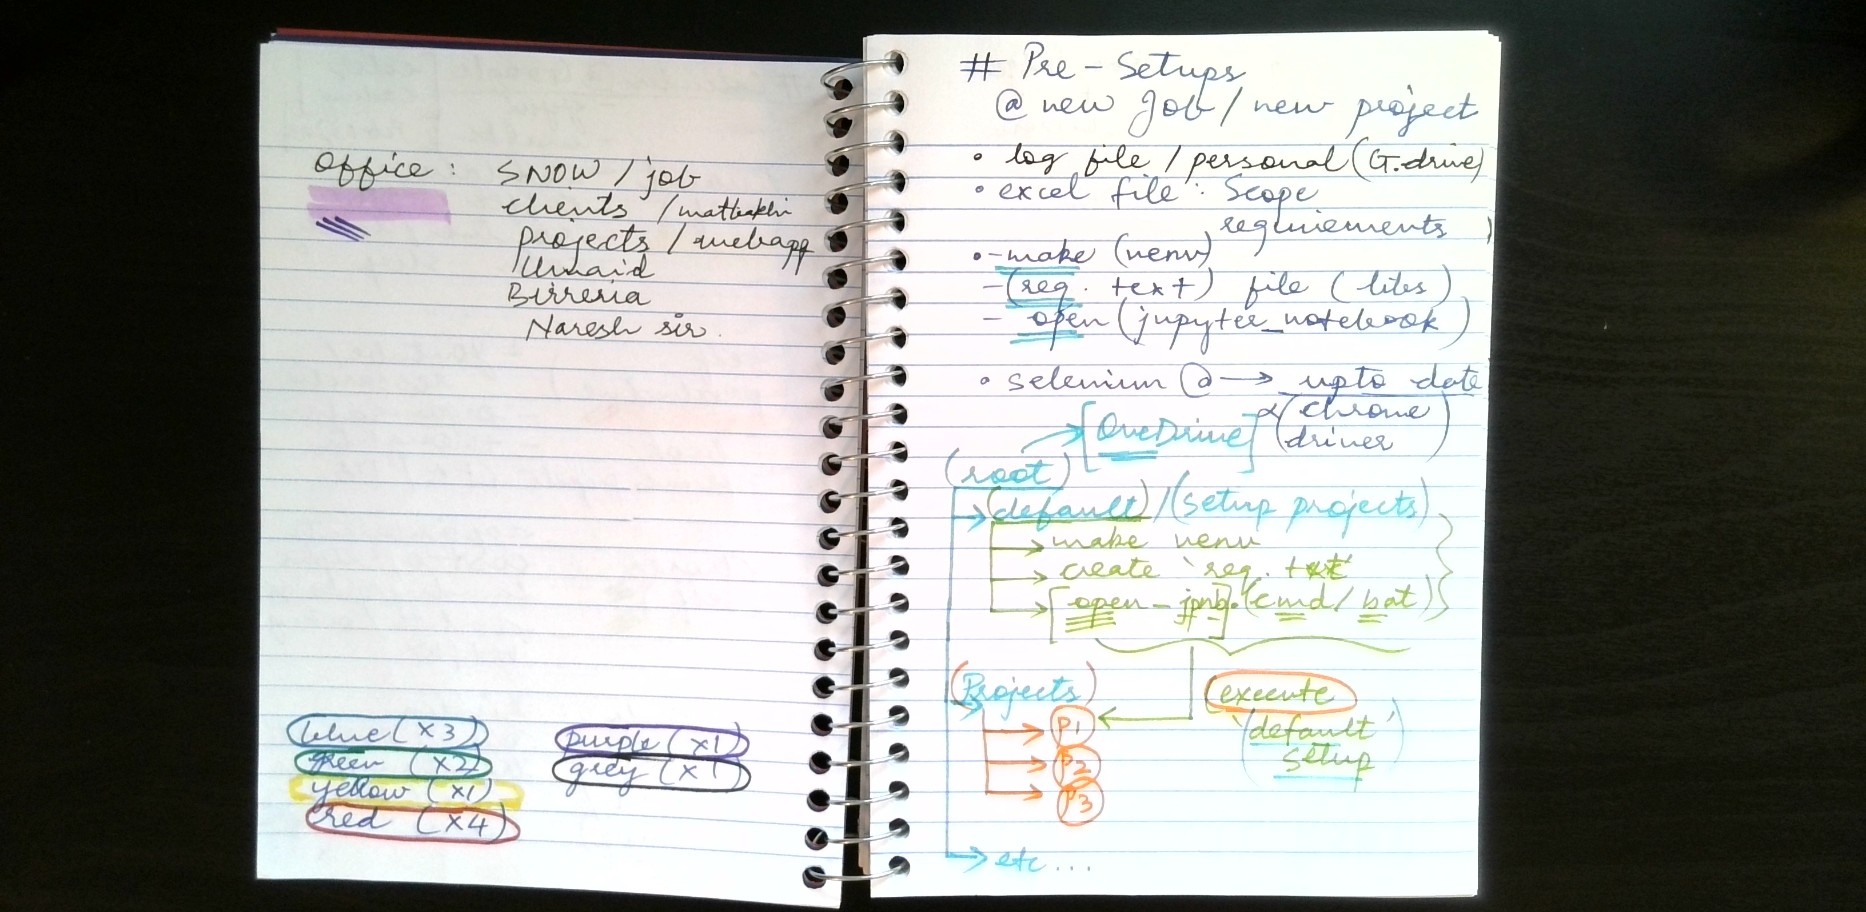 office : SNOW / job
clients /
projects / webapp
Umaid
Birreria
Naresh sir.
blue (x3)
green (x2)
yellow (x1)
red (x4)
purple (x1)
grey (x1)
# Pre - Setups
@ new Job / new project
• log file / personal (G.drive)
• excel file : Scope
requiements )
• - make (venv)
- (req. text) file (libs)
- open (jupyter_notebook)
• selenium @ → upto date
(chrome
driver)
[OneDrive]
(root)
(default) / (setup projects)
make venv
create 'req. txt'
[open - jpnb]. (cmd / bat)
(Projects)
P1
P2
P3
execute
'default'
setup
etc ...